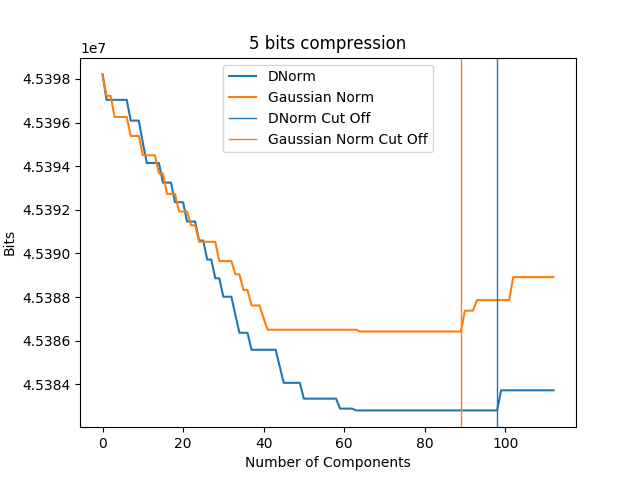 5 bits compression
1e7
4.5398
4.5396
4.5394
4.5392
4.5390
4.5388
4.5386
4.5384
Bits
DNorm
Gaussian Norm
DNorm Cut Off
Gaussian Norm Cut Off
0 20 40 60 80 100
Number of Components